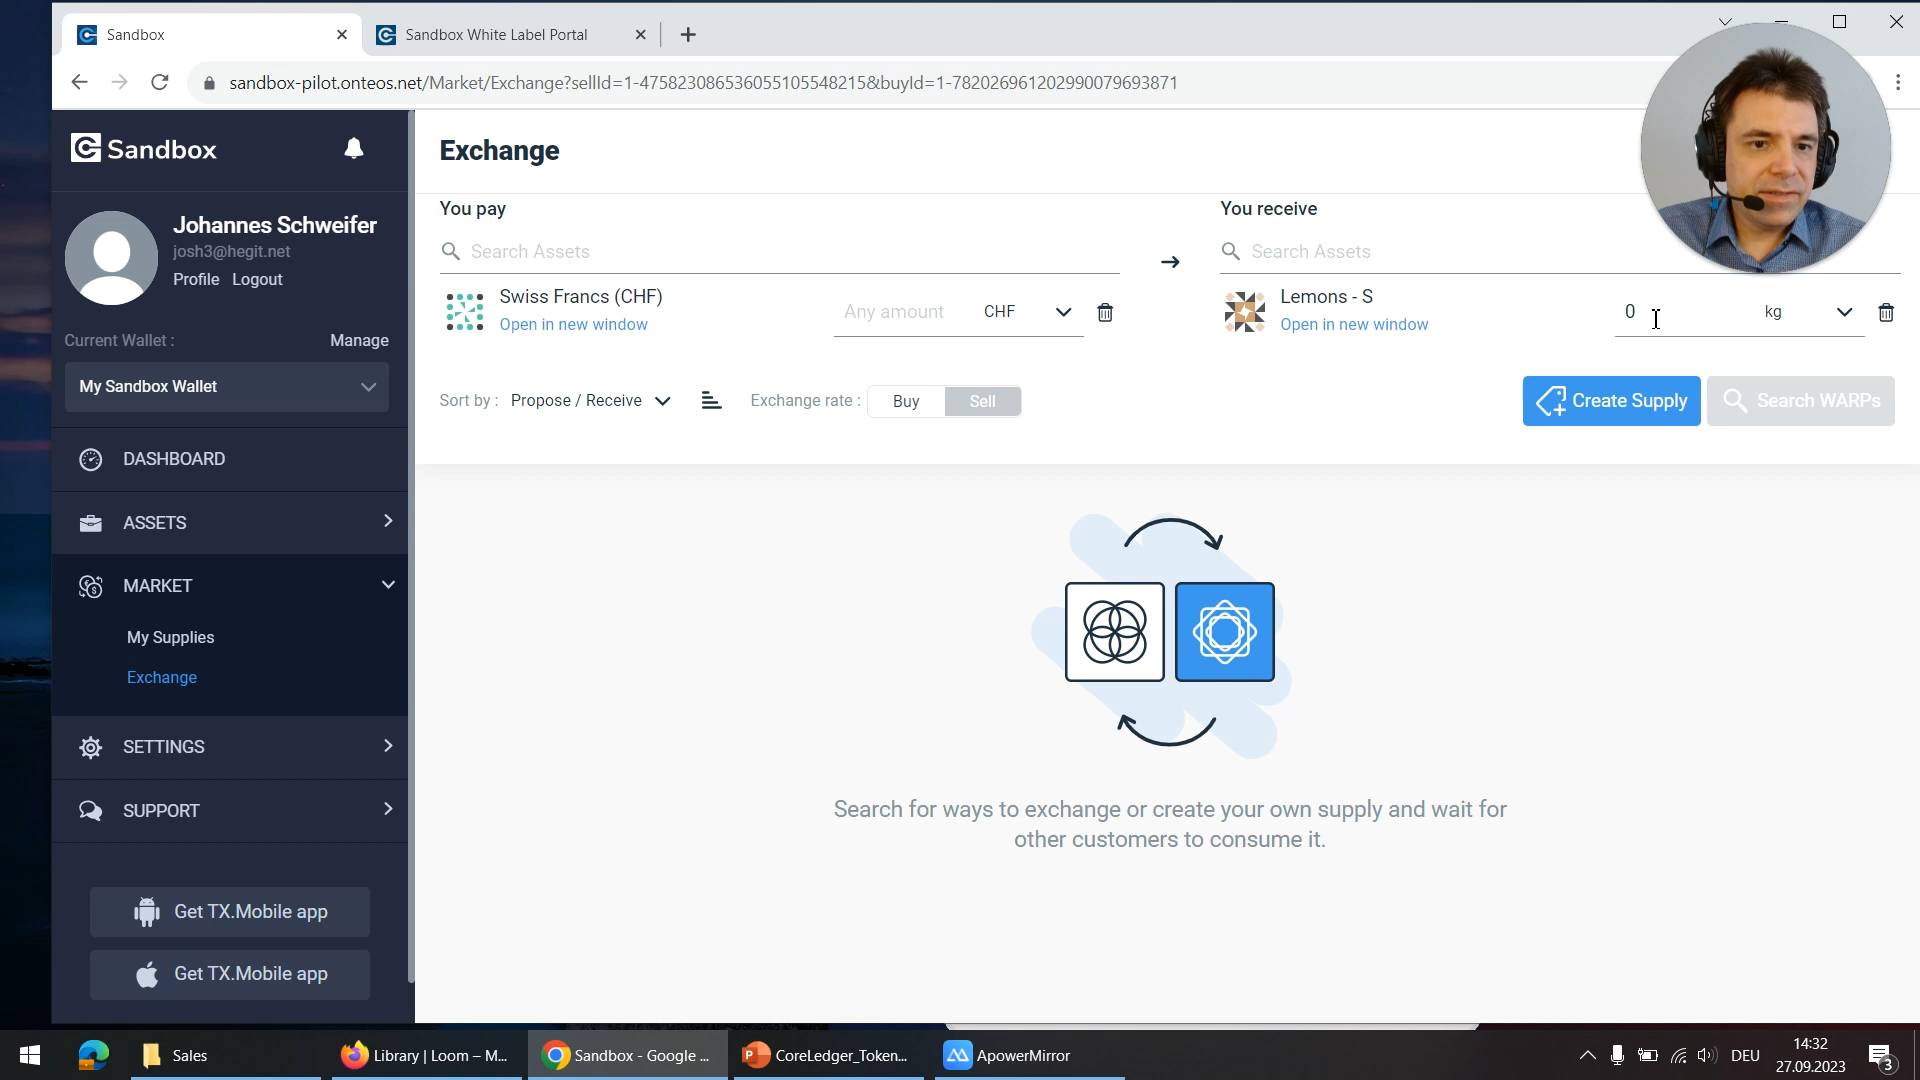 Sandbox
Sandbox White Label Portal
sandbox-pilot.onteos.net/Market/Exchange?sellId=1-475823086536055105548215&buyId=1-782026961202990079693871
Sandbox
Johannes Schweifer
josh3@hegit.net
Profile Logout
Current Wallet : Manage
My Sandbox Wallet
DASHBOARD
ASSETS
MARKET
My Supplies
Exchange
SETTINGS
SUPPORT
Get TX.Mobile app
Get TX.Mobile app
Exchange
You pay
Search Assets
Swiss Francs (CHF)
Open in new window
Any amount CHF
You receive
Search Assets
Lemons - S
Open in new window
0 kg
Sort by : Propose / Receive
Exchange rate : Buy Sell
Create Supply
Search WARPs
Search for ways to exchange or create your own supply and wait for
other customers to consume it.
Sales
Library | Loom – M...
Sandbox - Google ...
CoreLedger_Token...
ApowerMirror
DEU
14:32
27.09.2023
3